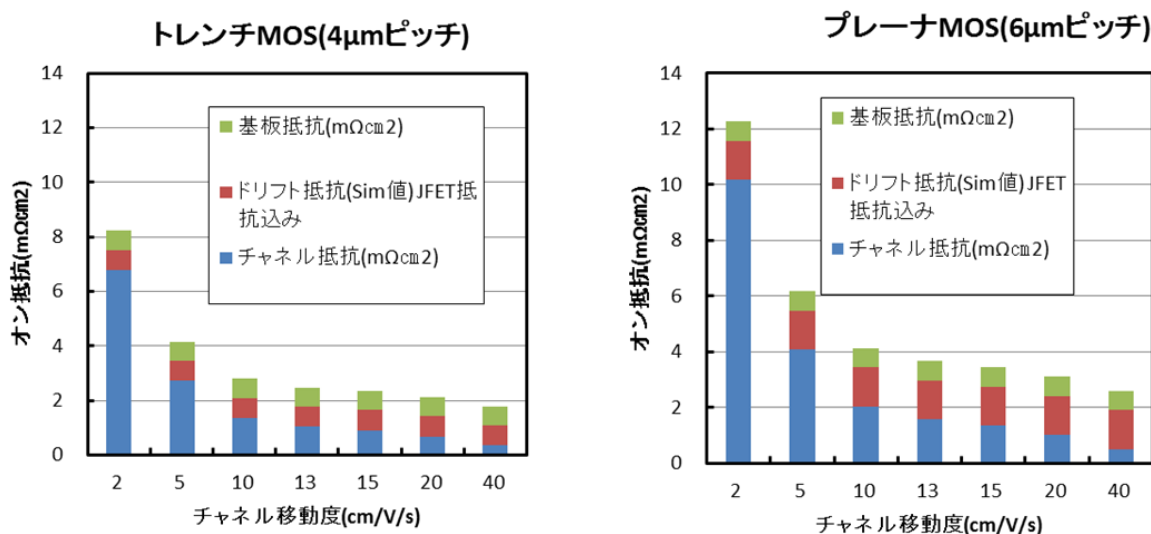 トレンチMOS(4μmピッチ)
14
12
10
8
6
4
2
0
オン抵抗(mΩcm2)
基板抵抗(mΩcm2)
ドリフト抵抗(Sim値)JFET抵
抗込み
チャネル抵抗(mΩcm2)
2 5 10 13 15 20 40
チャネル移動度(cm/V/s)
プレーナMOS(6μmピッチ)
14
12
10
8
6
4
2
0
オン抵抗(mΩcm2)
基板抵抗(mΩcm2)
ドリフト抵抗(Sim値)JFET
抵抗込み
チャネル抵抗(mΩcm2)
2 5 10 13 15 20 40
チャネル移動度(cm/V/s)